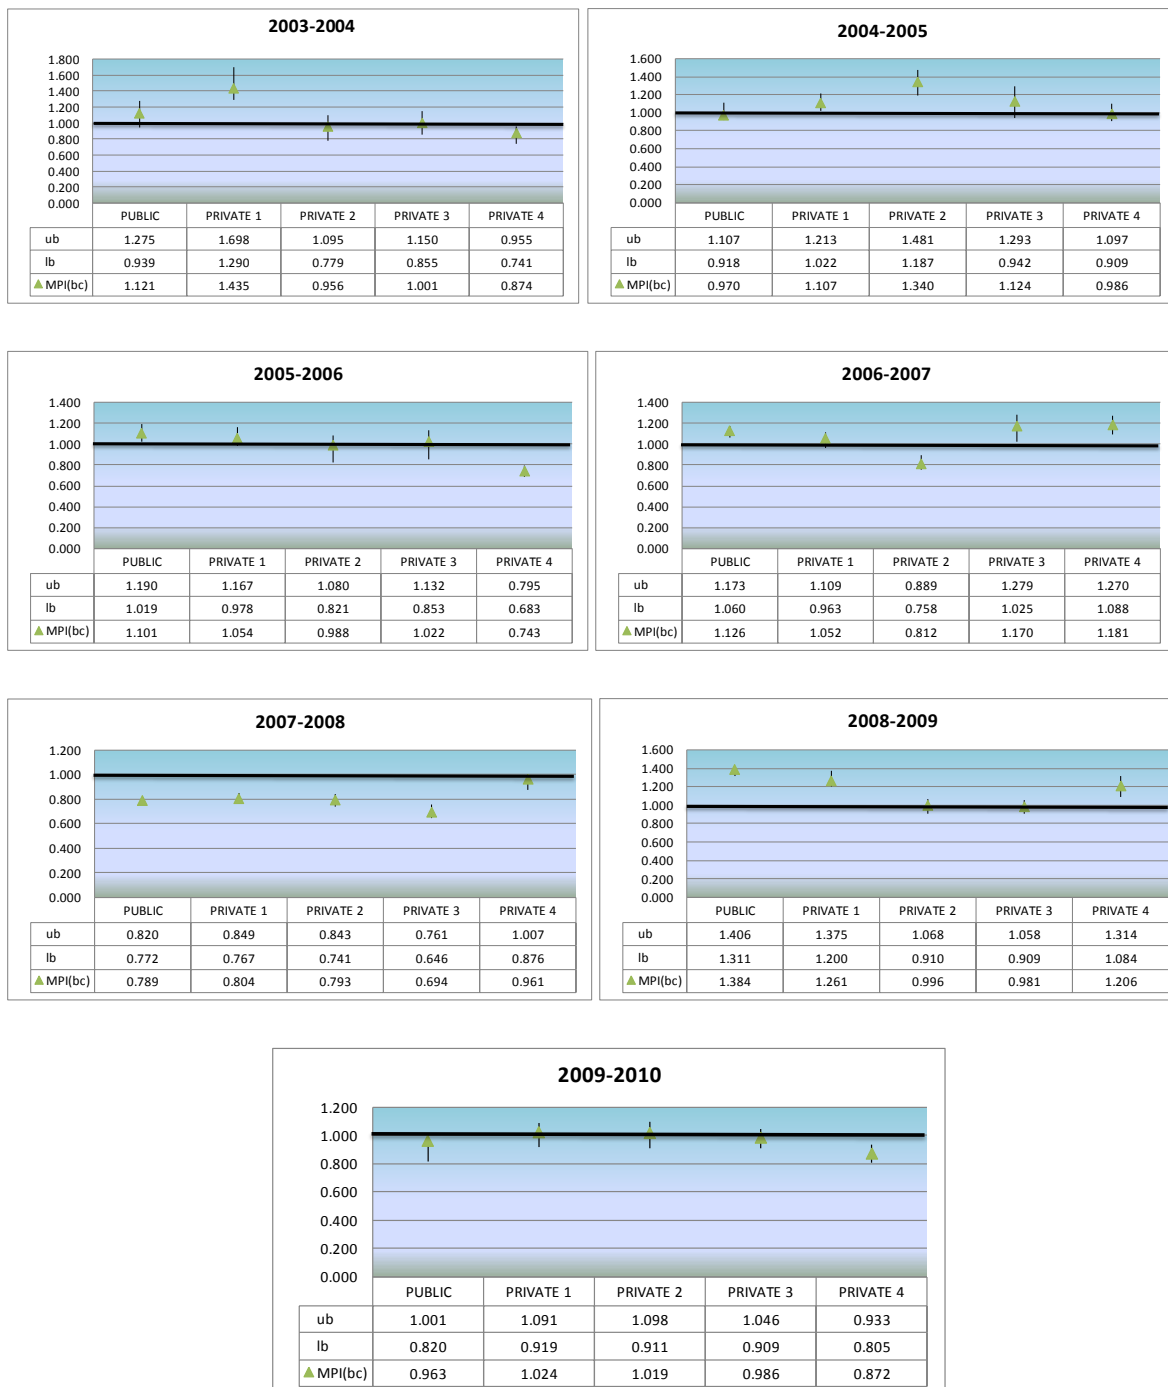 2003-2004
1.800
1.600
1.400
1.200
1.000
0.800
0.600
0.400
0.200
0.000
PUBLIC PRIVATE 1 PRIVATE 2 PRIVATE 3 PRIVATE 4
ub 1.275 1.698 1.095 1.150 0.955
lb 0.939 1.290 0.779 0.855 0.741
MPI(bc) 1.121 1.435 0.956 1.001 0.874
2004-2005
1.600
1.400
1.200
1.000
0.800
0.600
0.400
0.200
0.000
PUBLIC PRIVATE 1 PRIVATE 2 PRIVATE 3 PRIVATE 4
ub 1.107 1.213 1.481 1.293 1.097
lb 0.918 1.022 1.187 0.942 0.909
MPI(bc) 0.970 1.107 1.340 1.124 0.986
2005-2006
1.400
1.200
1.000
0.800
0.600
0.400
0.200
0.000
PUBLIC PRIVATE 1 PRIVATE 2 PRIVATE 3 PRIVATE 4
ub 1.190 1.167 1.080 1.132 0.795
lb 1.019 0.978 0.821 0.853 0.683
MPI(bc) 1.101 1.054 0.988 1.022 0.743
2006-2007
1.400
1.200
1.000
0.800
0.600
0.400
0.200
0.000
PUBLIC PRIVATE 1 PRIVATE 2 PRIVATE 3 PRIVATE 4
ub 1.173 1.109 0.889 1.279 1.270
lb 1.060 0.963 0.758 1.025 1.088
MPI(bc) 1.126 1.052 0.812 1.170 1.181
2007-2008
1.200
1.000
0.800
0.600
0.400
0.200
0.000
PUBLIC PRIVATE 1 PRIVATE 2 PRIVATE 3 PRIVATE 4
ub 0.820 0.849 0.843 0.761 1.007
lb 0.772 0.767 0.741 0.646 0.876
MPI(bc) 0.789 0.804 0.793 0.694 0.961
2008-2009
1.600
1.400
1.200
1.000
0.800
0.600
0.400
0.200
0.000
PUBLIC PRIVATE 1 PRIVATE 2 PRIVATE 3 PRIVATE 4
ub 1.406 1.375 1.068 1.058 1.314
lb 1.311 1.200 0.910 0.909 1.084
MPI(bc) 1.384 1.261 0.996 0.981 1.206
2009-2010
1.200
1.000
0.800
0.600
0.400
0.200
0.000
PUBLIC PRIVATE 1 PRIVATE 2 PRIVATE 3 PRIVATE 4
ub 1.001 1.091 1.098 1.046 0.933
lb 0.820 0.919 0.911 0.909 0.805
MPI(bc) 0.963 1.024 1.019 0.986 0.872